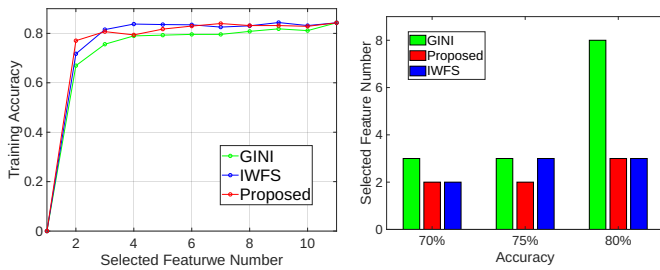 Training Accuracy
0.8
0.6
0.4
0.2
0
2
4
6
8
10
Selected Featurwe Number
GINI
IWFS
Proposed
Selected Feature Number
8
6
4
2
0
70%
75%
80%
Accuracy
GINI
Proposed
IWFS